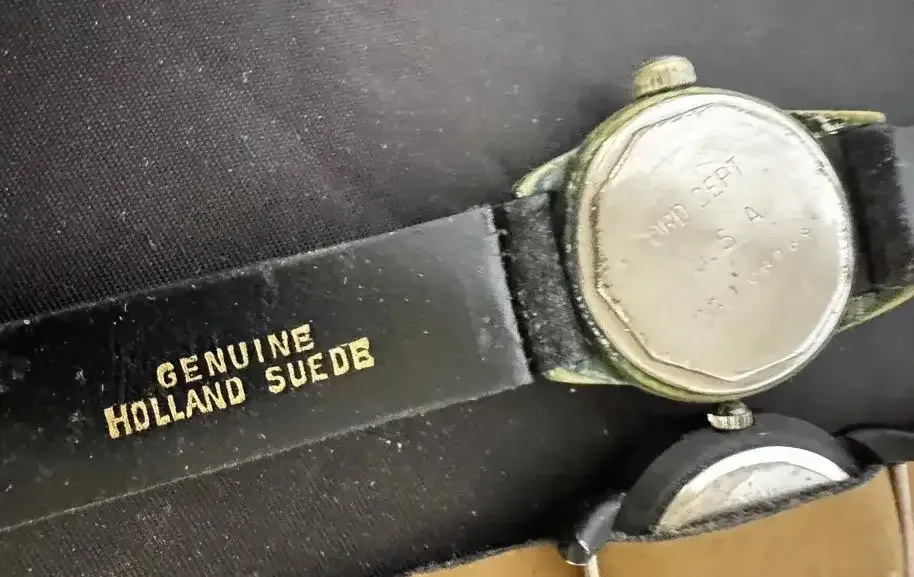 GENUINE
HOLLAND SUEDE
ORD DEPT
U S A